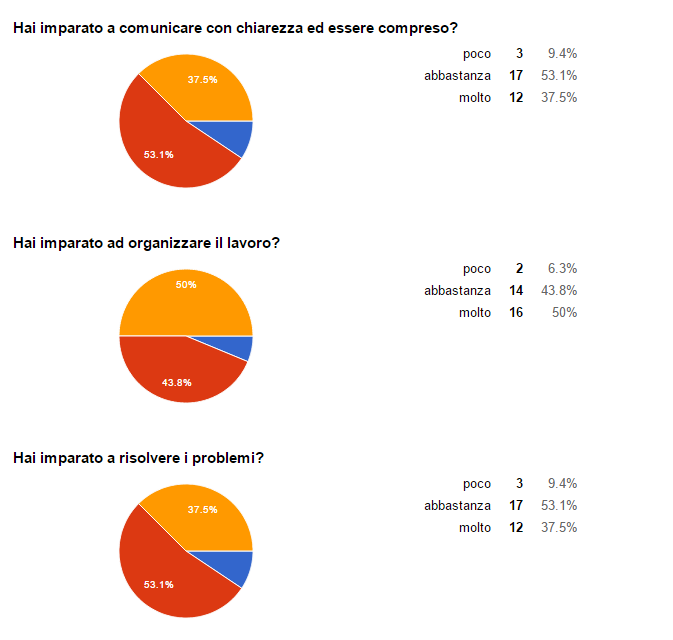 Hai imparato a comunicare con chiarezza ed essere compreso?
poco 3 9.4%
37.5%
abbastanza 17 53.1%
molto 12 37.5%
53.1%
Hai imparato ad organizzare il lavoro?
poco 2 6.3%
50%
abbastanza 14 43.8%
molto 16 50%
43.8%
Hai imparato a risolvere i problemi?
poco 3 9.4%
37.5%
abbastanza 17 53.1%
molto 12 37.5%
53.1%